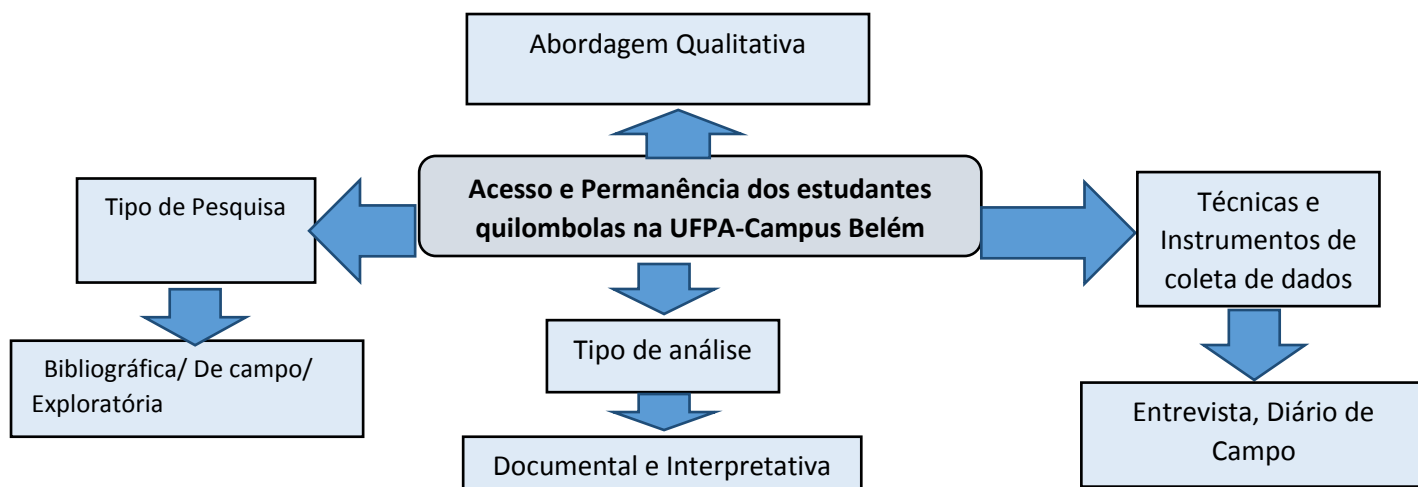 Abordagem Qualitativa
Acesso e Permanência dos estudantes
quilombolas na UFPA-Campus Belém
Tipo de Pesquisa
Técnicas e
Instrumentos de
coleta de dados
Bibliográfica/ De campo/
Exploratória
Tipo de análise
Entrevista, Diário de
Campo
Documental e Interpretativa